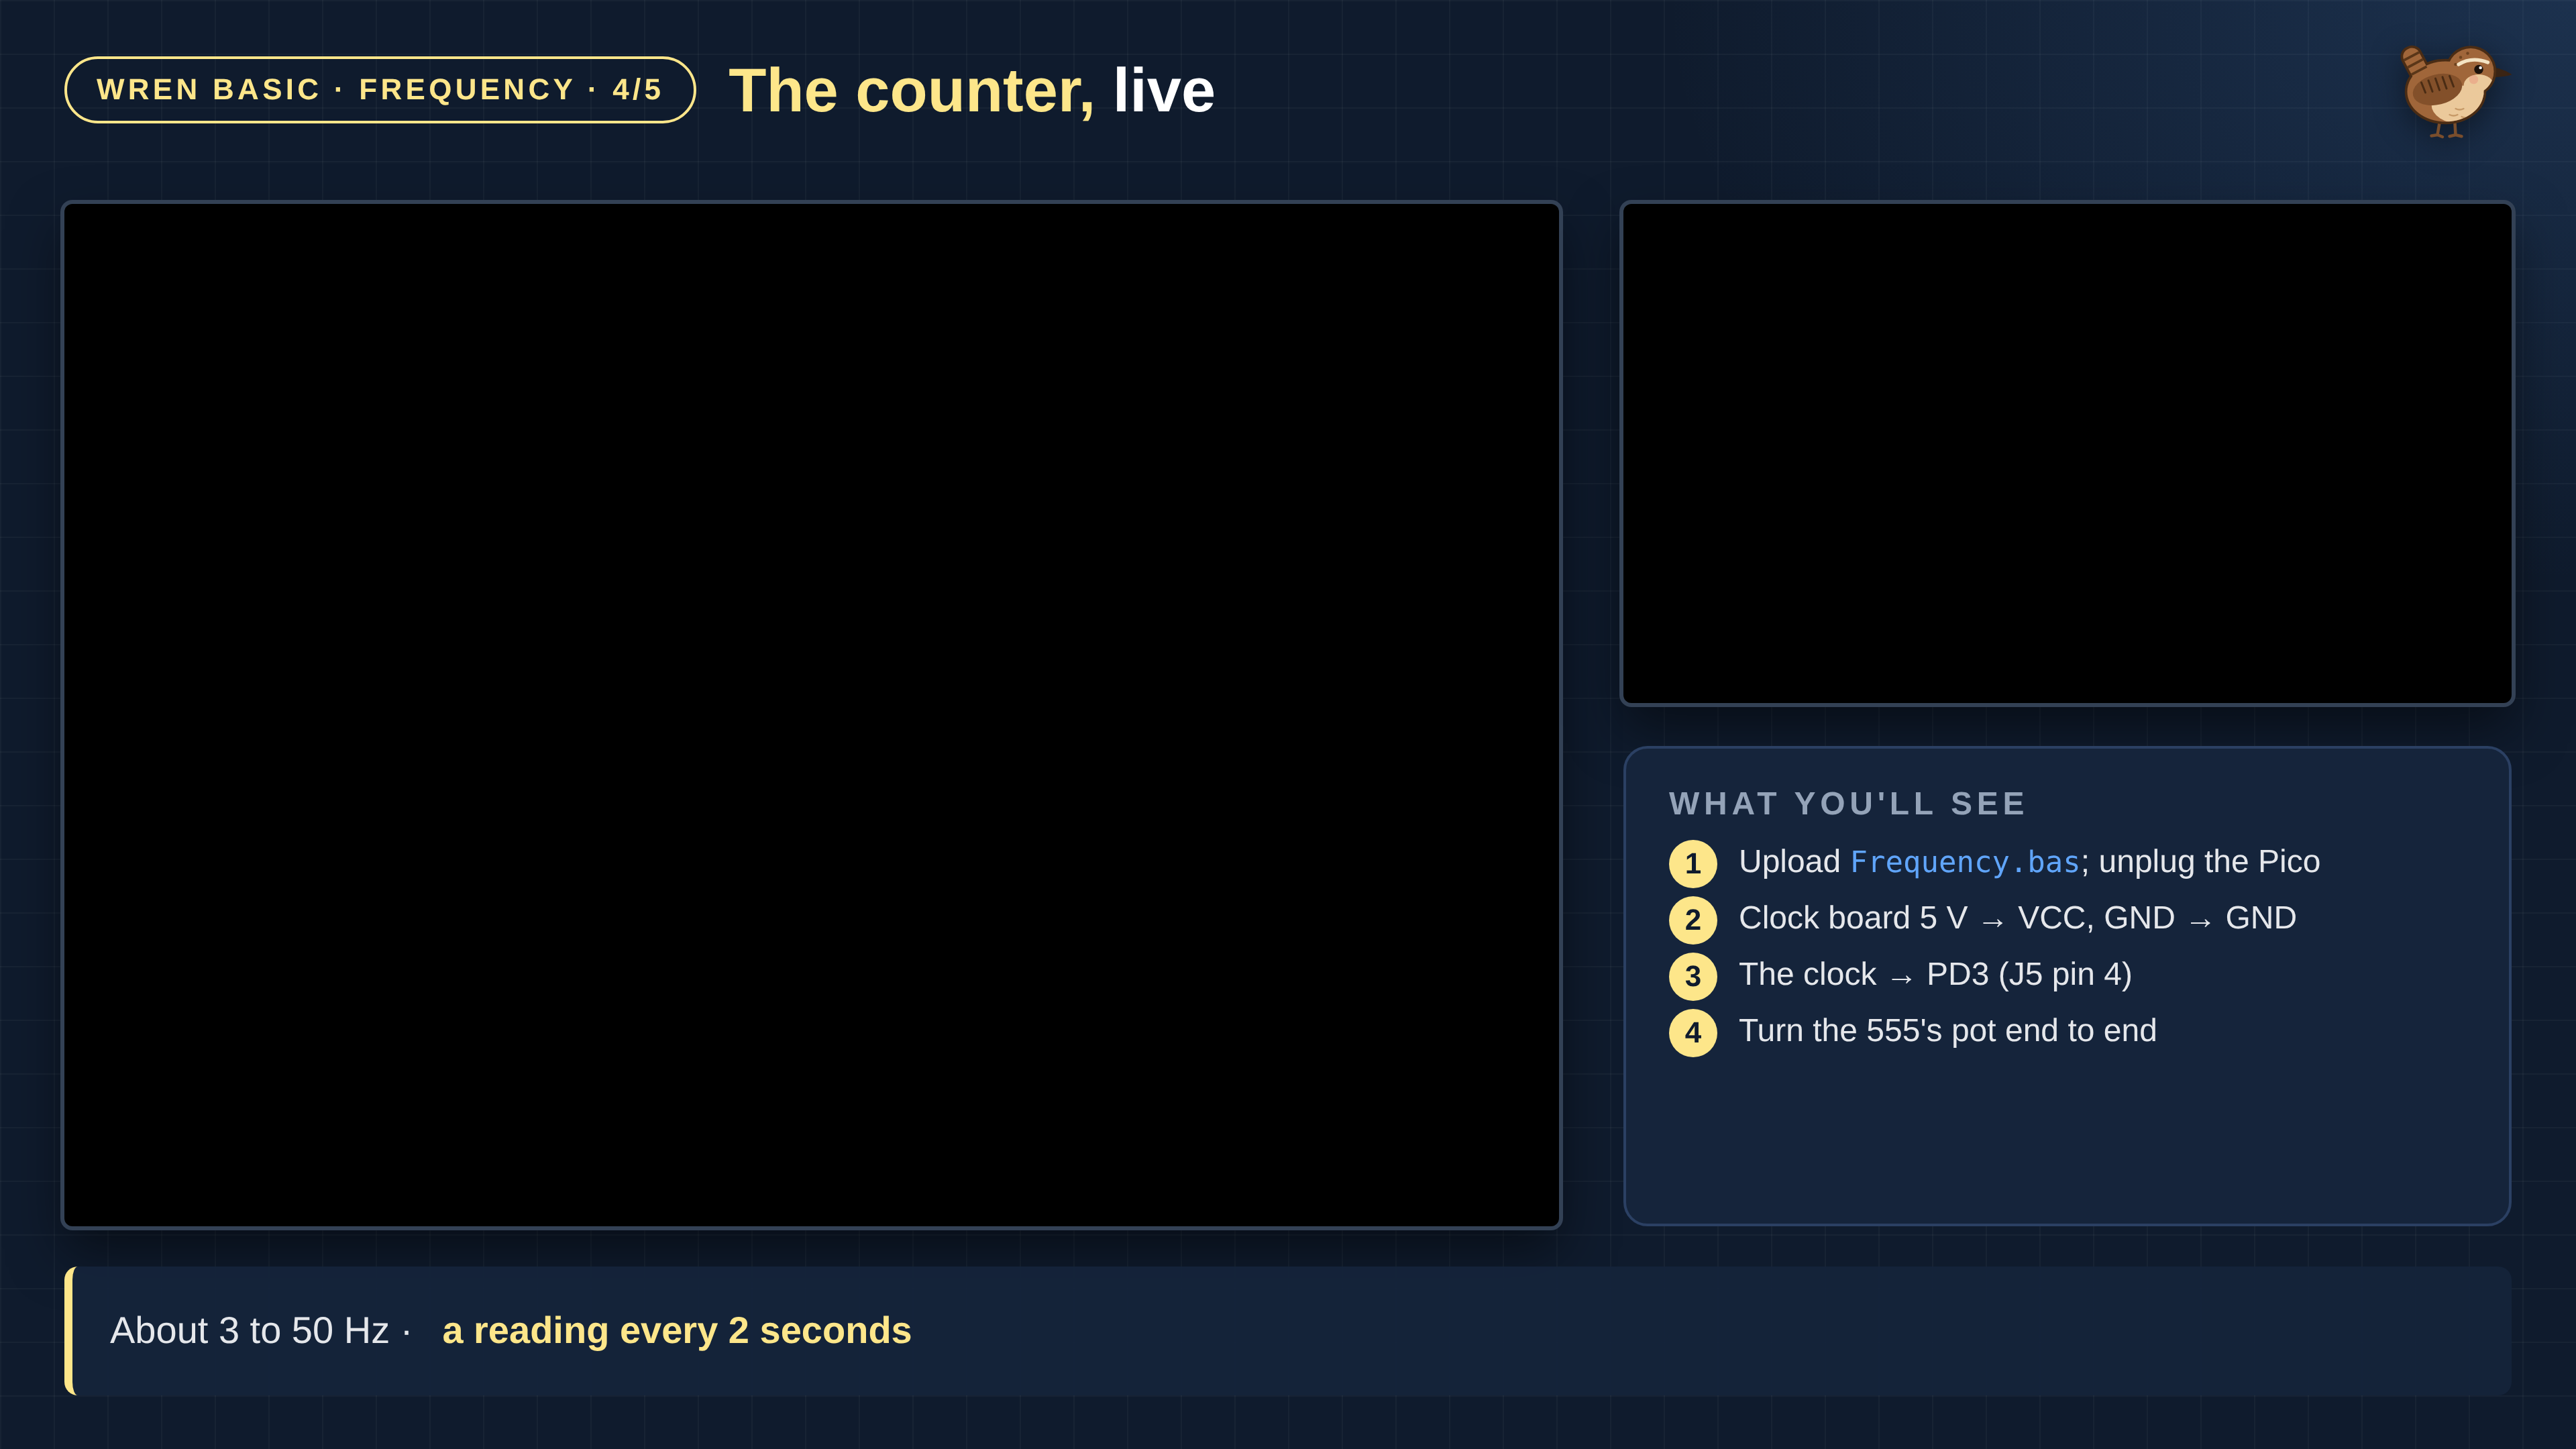 WREN BASIC · FREQUENCY · 4/5
The counter, live
WHAT YOU'LL SEE
1 Upload Frequency.bas; unplug the Pico
2 Clock board 5 V → VCC, GND → GND
3 The clock → PD3 (J5 pin 4)
4 Turn the 555's pot end to end
About 3 to 50 Hz · a reading every 2 seconds